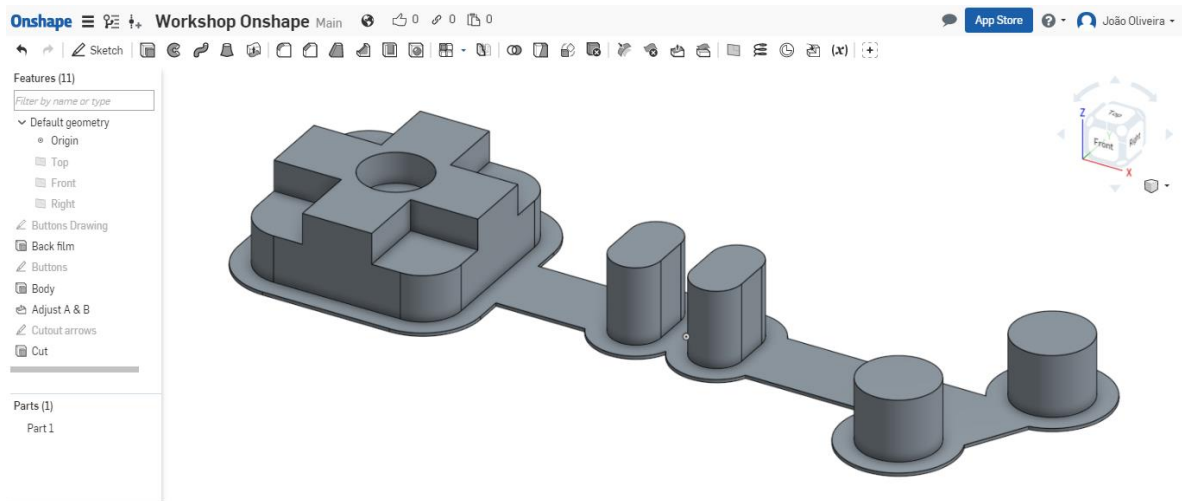 Onshape Workshop Onshape Main 0 0 0 App Store ? João Oliveira
Sketch (x)
Features (11)
Filter by name or type
Default geometry
Origin
Top
Front
Right
Buttons Drawing
Back film
Buttons
Body
Adjust A & B
Cutout arrows
Cut
Parts (1)
Part 1
Z Top
Y
Front Right
X